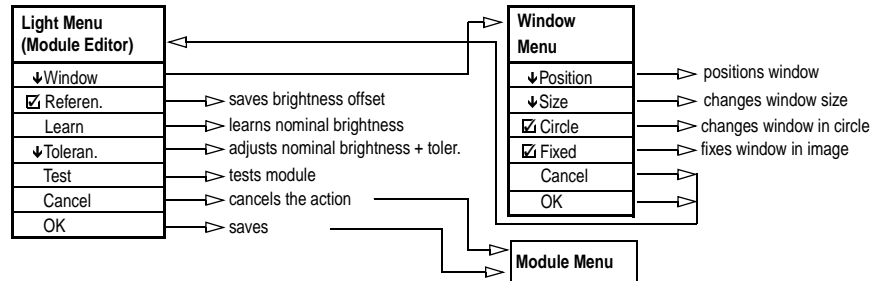 Light Menu
(Module Editor)
Window
Referen.
saves brightness offset
Learn
learns nominal brightness
Toleran.
adjusts nominal brightness + toler.
Test
tests module
Cancel
cancels the action
OK
saves
Window
Menu
Position
positions window
Size
changes window size
Circle
changes window in circle
Fixed
fixes window in image
Cancel
OK
Module Menu